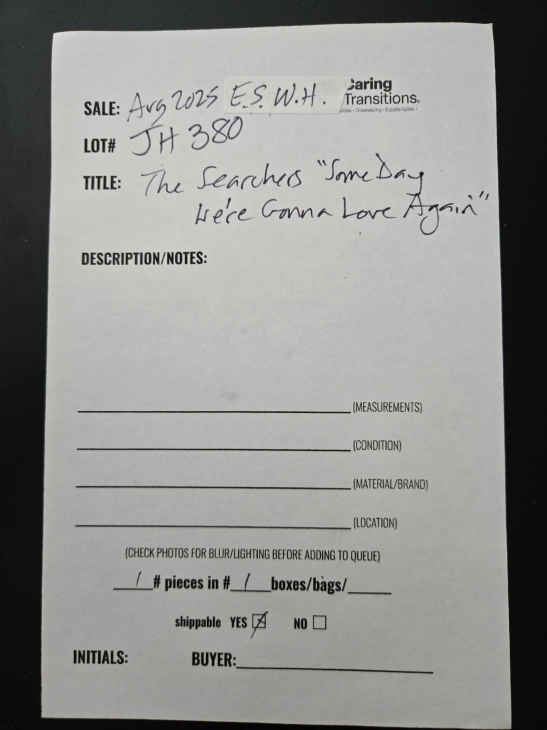 Caring
Transitions.
SALE: Aug 2025 E.S. W.H.
LOT# JH 380
TITLE: The Searchers "Some Day
We're Gonna Love Again"
DESCRIPTION/NOTES:
(MEASUREMENTS)
(CONDITION)
(MATERIAL/BRAND)
(LOCATION)
(CHECK PHOTOS FOR BLUR/LIGHTING BEFORE ADDING TO QUEUE)
1 # pieces in # 1 boxes/bags/
shippable YES NO
INITIALS: BUYER: